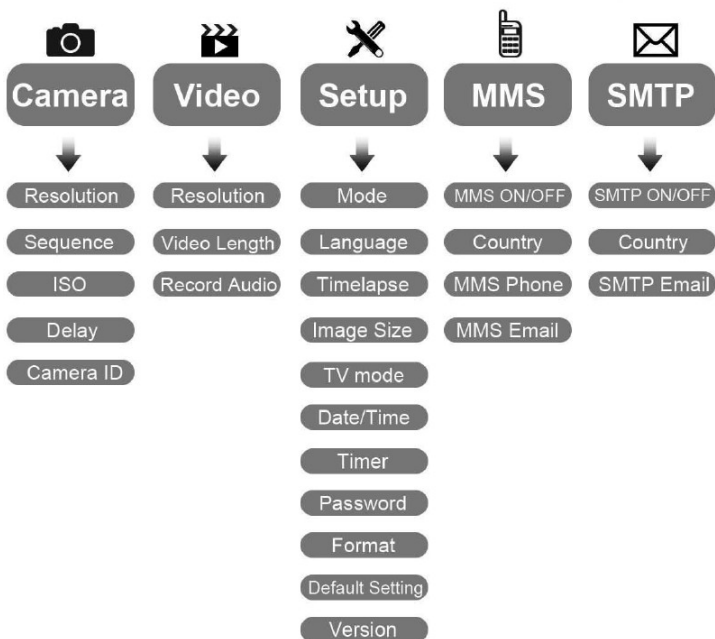 Camera
Video
Setup
MMS
SMTP
Resolution
Sequence
ISO
Delay
Camera ID
Resolution
Video Length
Record Audio
Mode
Language
Timelapse
Image Size
TV mode
Date/Time
Timer
Password
Format
Default Setting
Version
MMS ON/OFF
Country
MMS Phone
MMS Email
SMTP ON/OFF
Country
SMTP Email